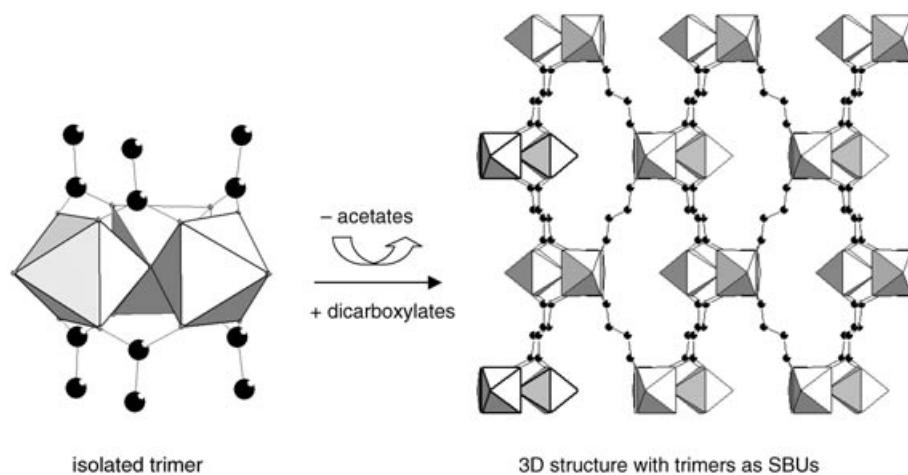 – acetates
+ dicarboxylates
isolated trimer
3D structure with trimers as SBUs